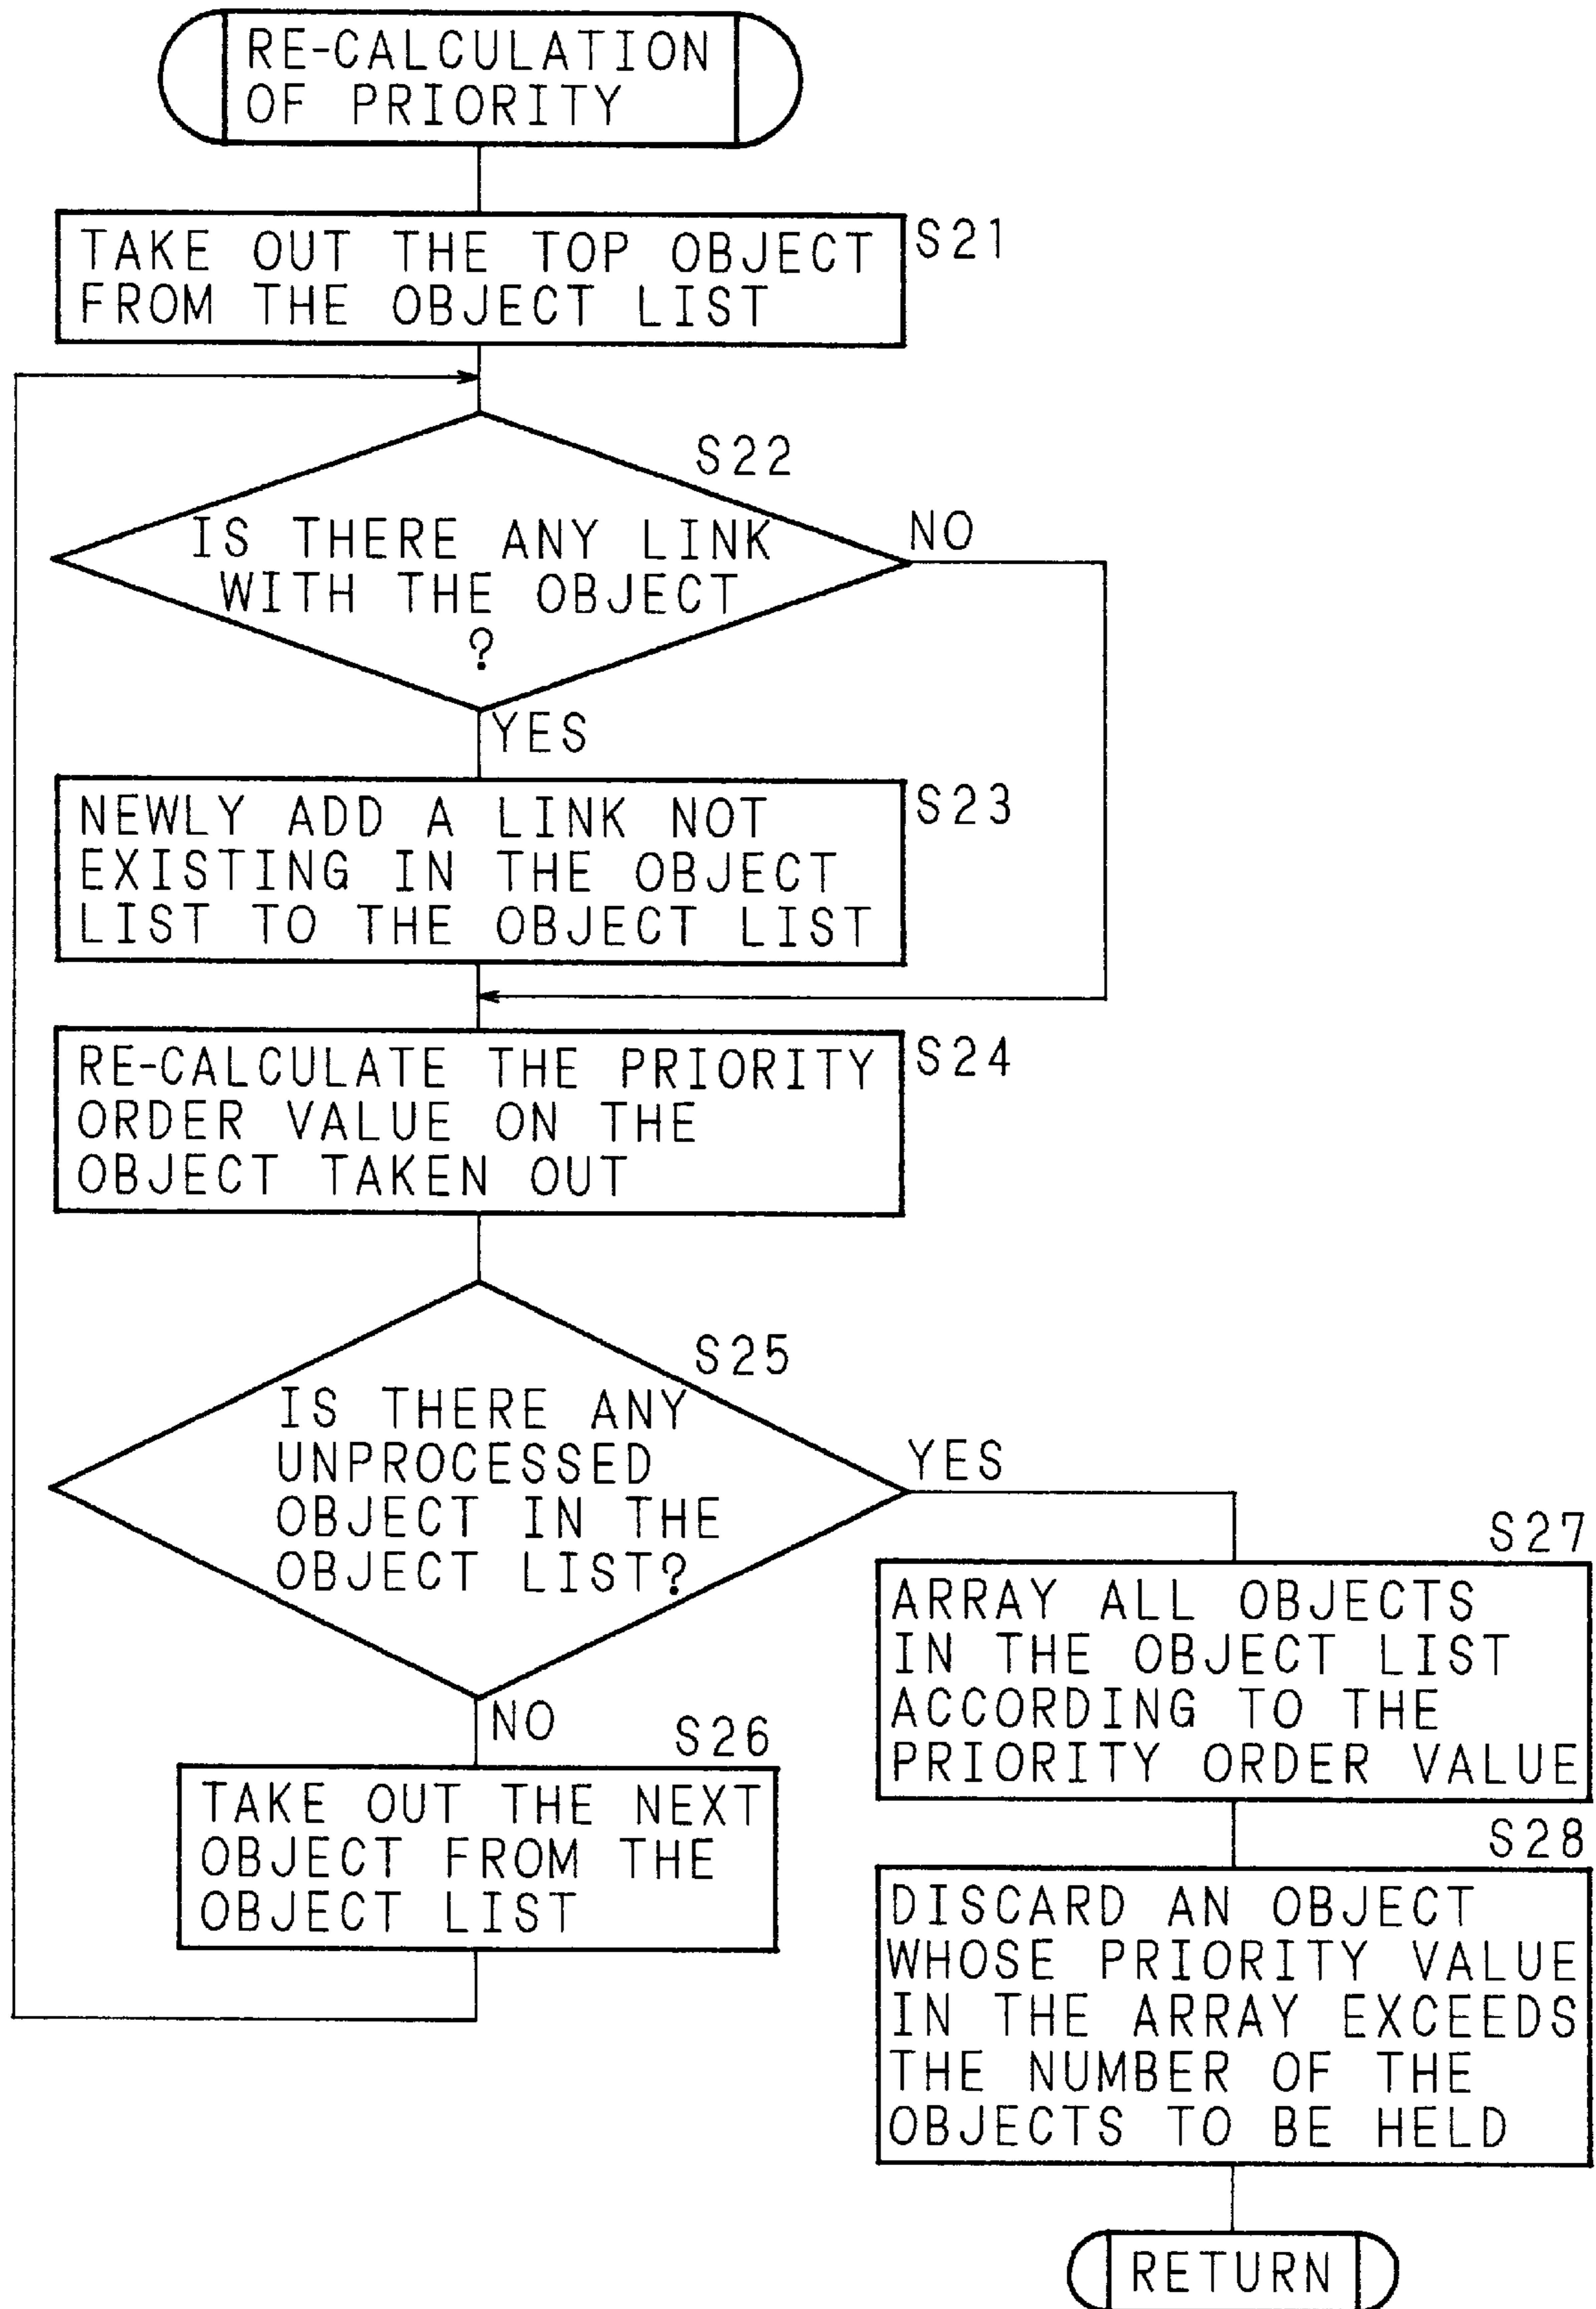 RE-CALCULATION
OF PRIORITY
TAKE OUT THE TOP OBJECT
FROM THE OBJECT LIST
S21
S22
IS THERE ANY LINK
WITH THE OBJECT
?
NO
YES
NEWLY ADD A LINK NOT
EXISTING IN THE OBJECT
LIST TO THE OBJECT LIST
S23
RE-CALCULATE THE PRIORITY
ORDER VALUE ON THE
OBJECT TAKEN OUT
S24
S25
IS THERE ANY
UNPROCESSED
OBJECT IN THE
OBJECT LIST?
YES
NO
S26
TAKE OUT THE NEXT
OBJECT FROM THE
OBJECT LIST
S27
ARRAY ALL OBJECTS
IN THE OBJECT LIST
ACCORDING TO THE
PRIORITY ORDER VALUE
S28
DISCARD AN OBJECT
WHOSE PRIORITY VALUE
IN THE ARRAY EXCEEDS
THE NUMBER OF THE
OBJECTS TO BE HELD
RETURN